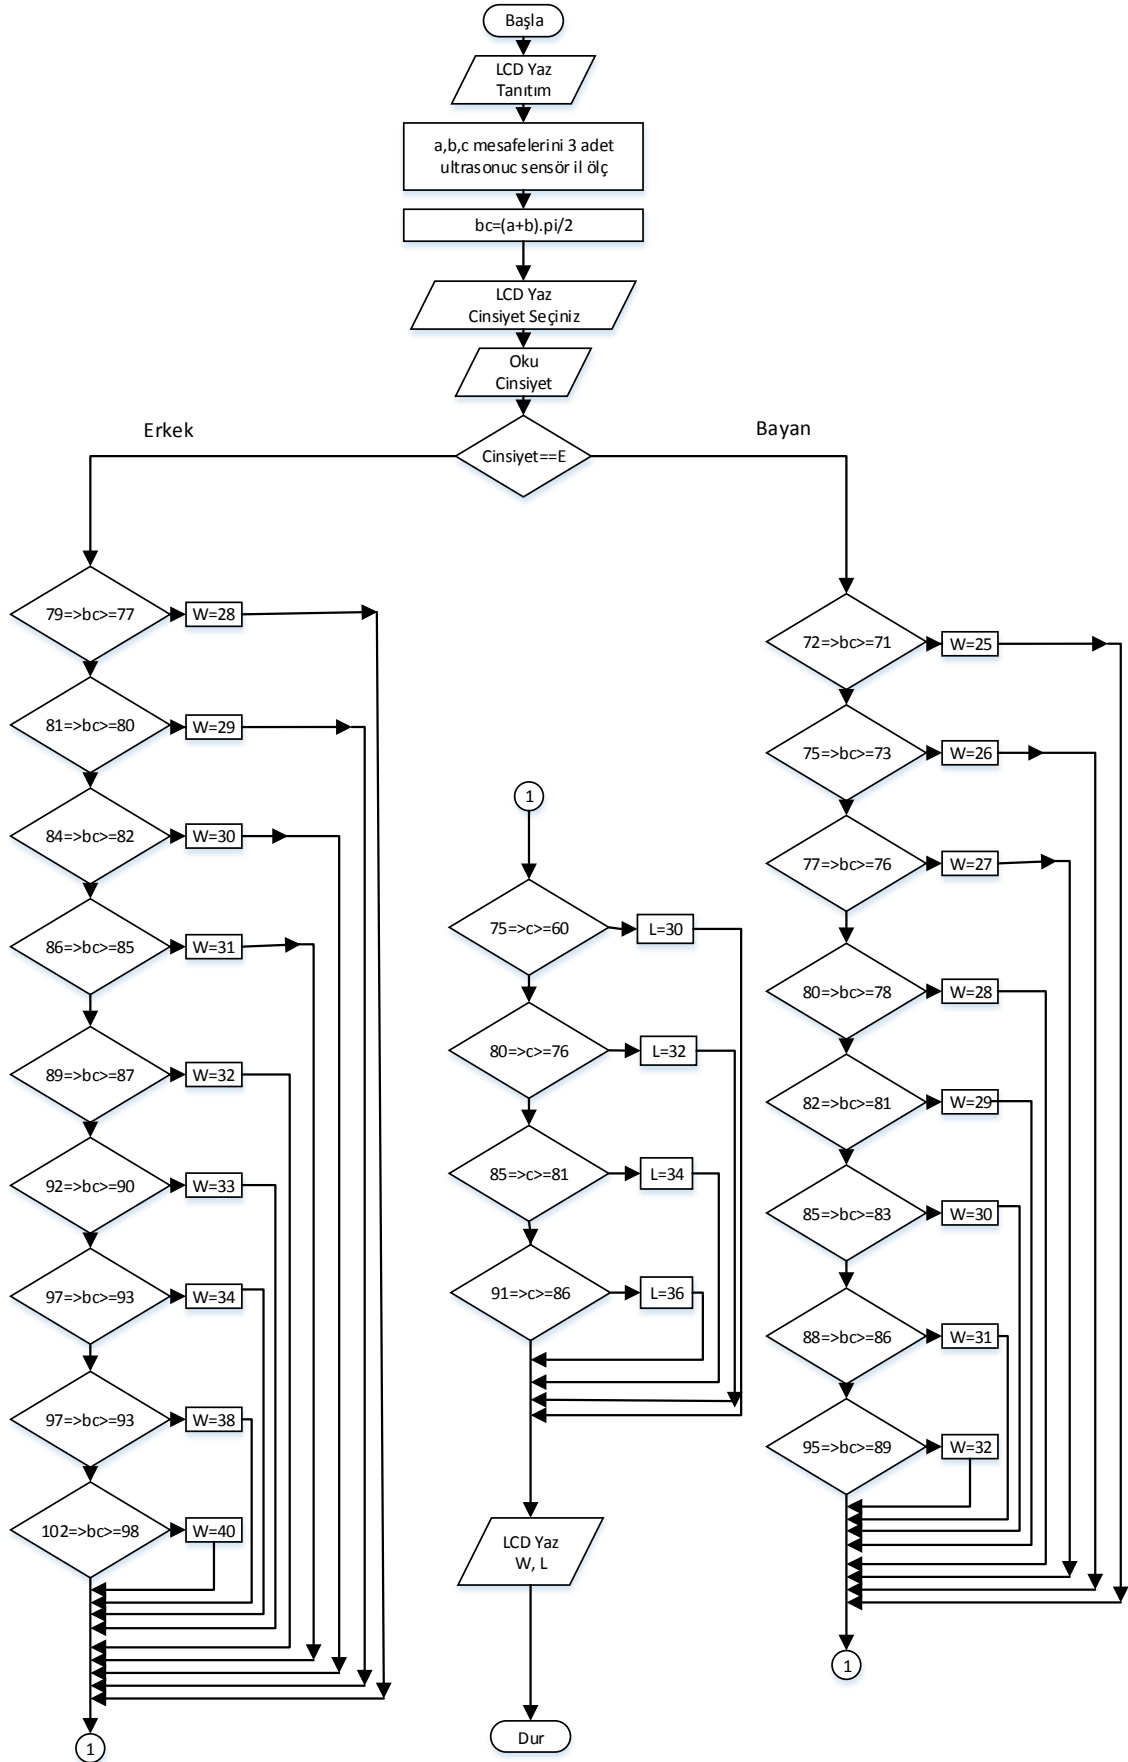 Başla
LCD Yaz
Tanıtım
a,b,c mesafelerini 3 adet
ultrasonuc sensör il ölç
bc=(a+b).pi/2
LCD Yaz
Cinsiyet Seçiniz
Oku
Cinsiyet
Cinsiyet==E
Erkek
Bayan
79=>bc>=77
W=28
81=>bc>=80
W=29
84=>bc>=82
W=30
86=>bc>=85
W=31
89=>bc>=87
W=32
92=>bc>=90
W=33
97=>bc>=93
W=34
97=>bc>=93
W=38
102=>bc>=98
W=40
1
1
75=>c>=60
L=30
80=>c>=76
L=32
85=>c>=81
L=34
91=>c>=86
L=36
LCD Yaz
W, L
Dur
72=>bc>=71
W=25
75=>bc>=73
W=26
77=>bc>=76
W=27
80=>bc>=78
W=28
82=>bc>=81
W=29
85=>bc>=83
W=30
88=>bc>=86
W=31
95=>bc>=89
W=32
1